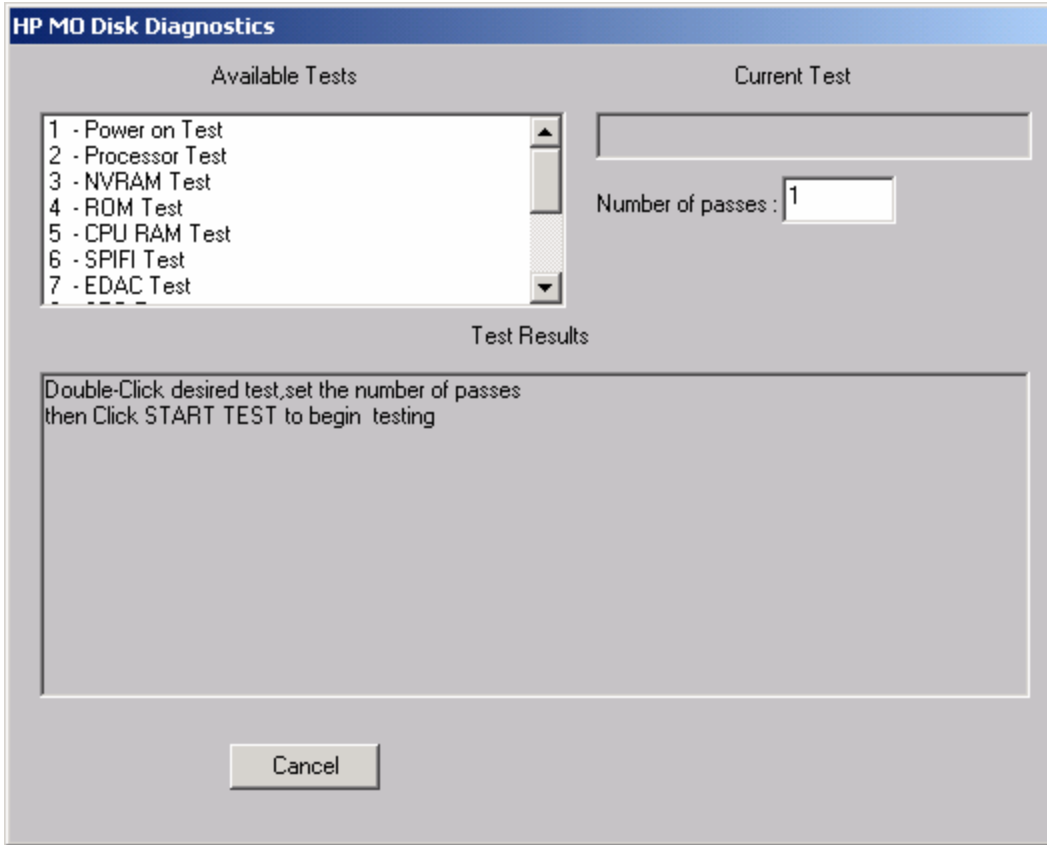 HP MO Disk Diagnostics
Available Tests
Current Test
1 - Power on Test
2 - Processor Test
3 - NVRAM Test
4 - ROM Test
5 - CPU RAM Test
6 - SPIFI Test
7 - EDAC Test
Number of passes : 1
Test Results
Double-Click desired test,set the number of passes
then Click START TEST to begin testing
Cancel